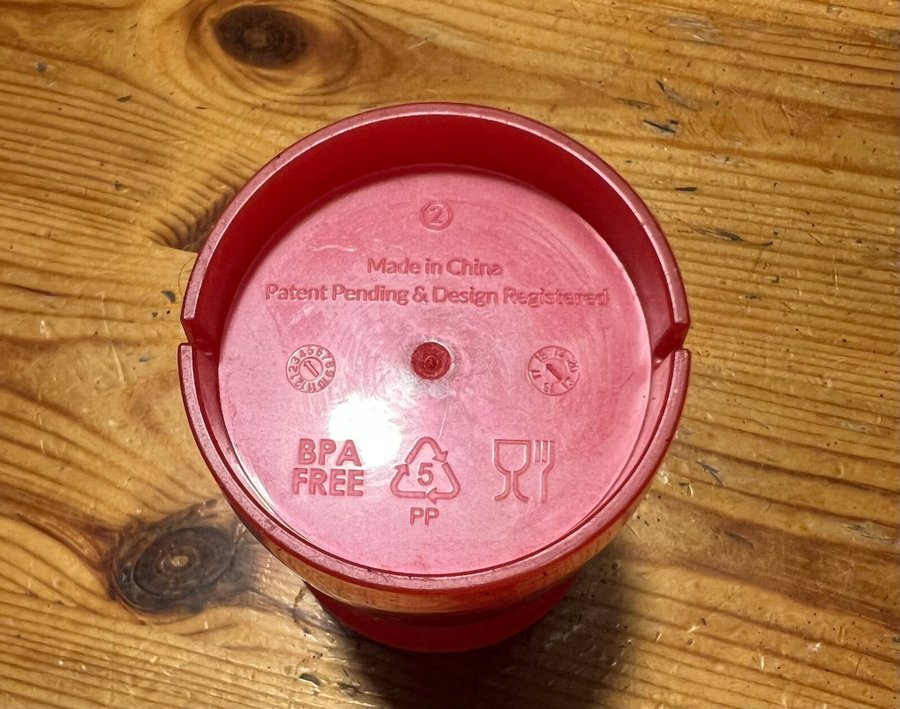 2
Made in China
Patent Pending & Design Registered
BPA
FREE
5
PP